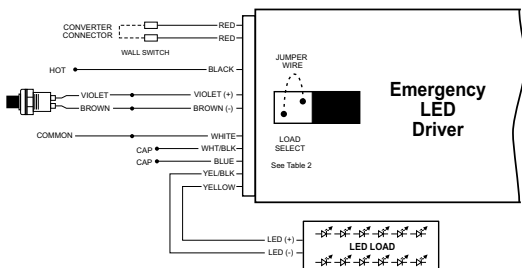 CONVERTER
CONNECTOR
RED
RED
WALL SWITCH
HOT
BLACK
VIOLET
VIOLET (+)
BROWN
BROWN (-)
COMMON
WHITE
CAP
WHT/BLK
CAP
BLUE
YEL/BLK
YELLOW
JUMPER
WIRE
LOAD
SELECT
See Table 2
Emergency
LED
Driver
LED (+)
LED (-)
LED LOAD